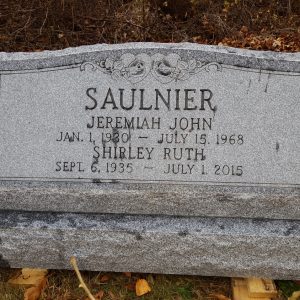 SAULNIER
JEREMIAH JOHN
JAN. 1, 1930 — JULY 15, 1968
SHIRLEY RUTH
SEPT. 6, 1935 — JULY 1, 2015